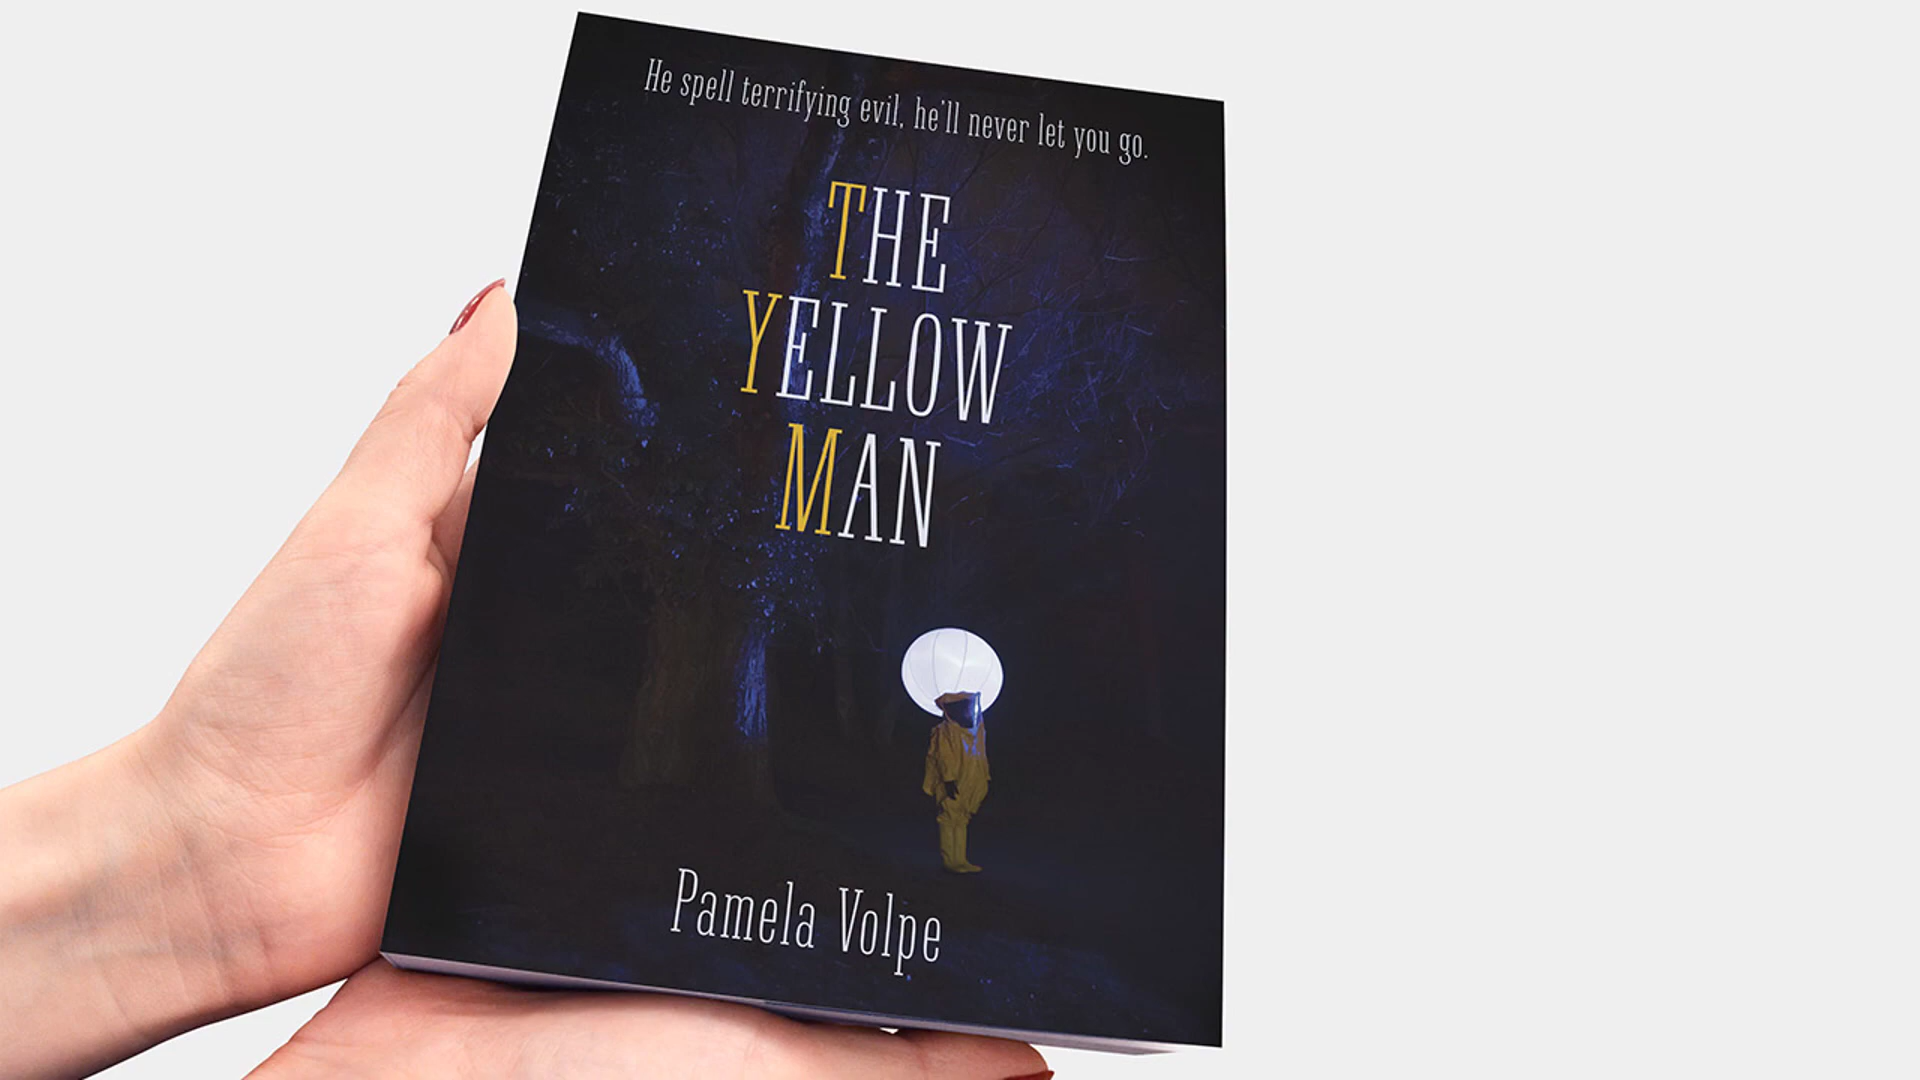 He spell terrifying evil, he'll never let you go.
THE
YELLOW
MAN
Pamela Volpe